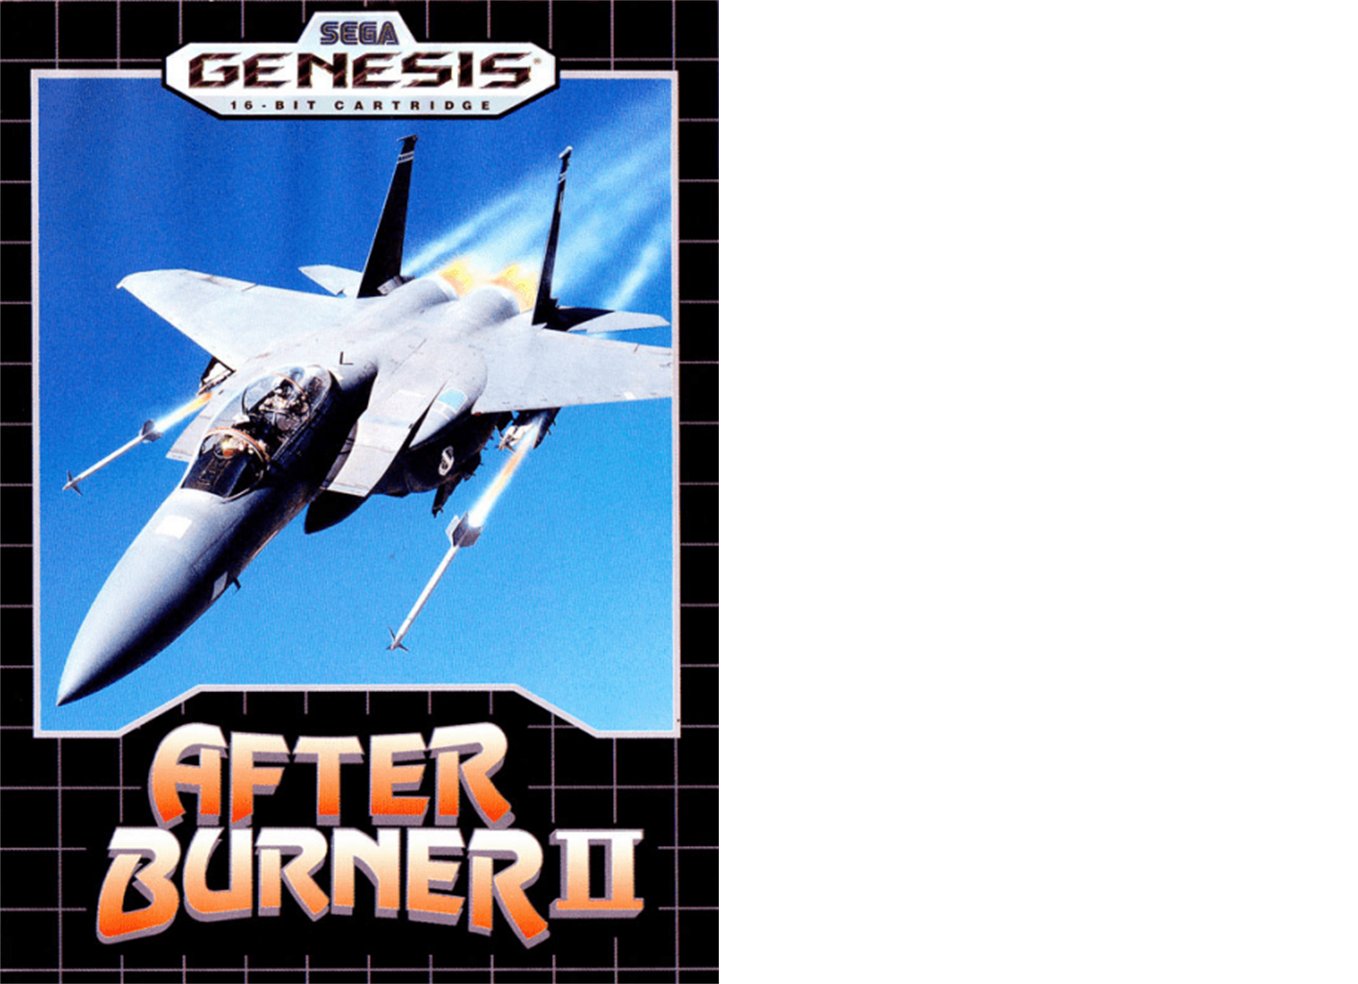 SEGA
GENESIS
16-BIT CARTRIDGE
AFTER
BURNER II